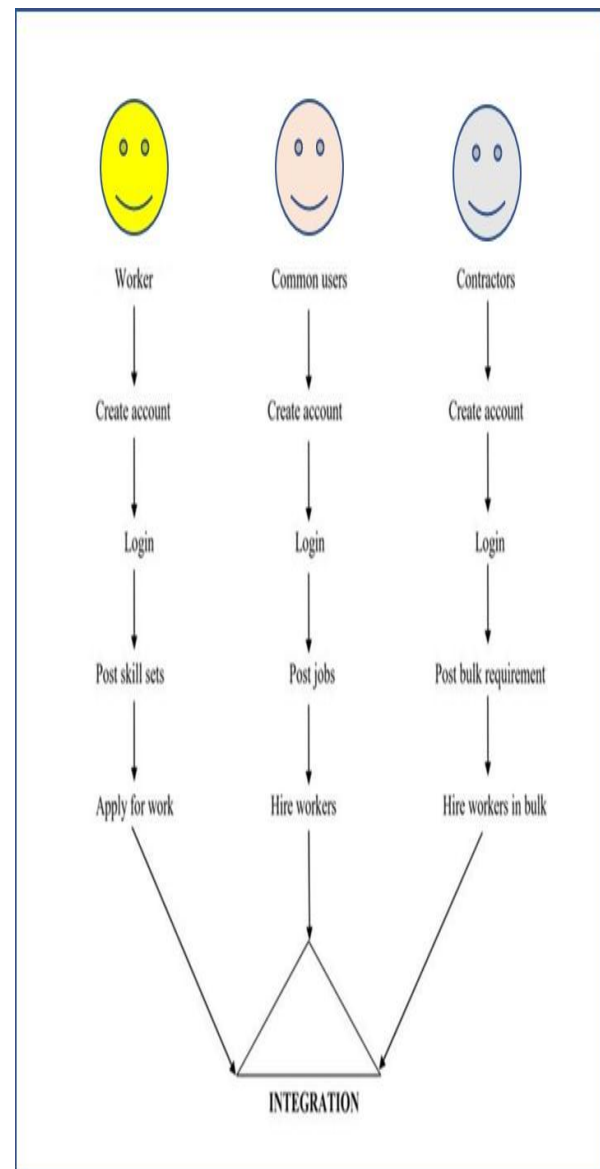 Worker
Common users
Contractors
Create account
Create account
Create account
Login
Login
Login
Post skill sets
Post jobs
Post bulk requirement
Apply for work
Hire workers
Hire workers in bulk
INTEGRATION